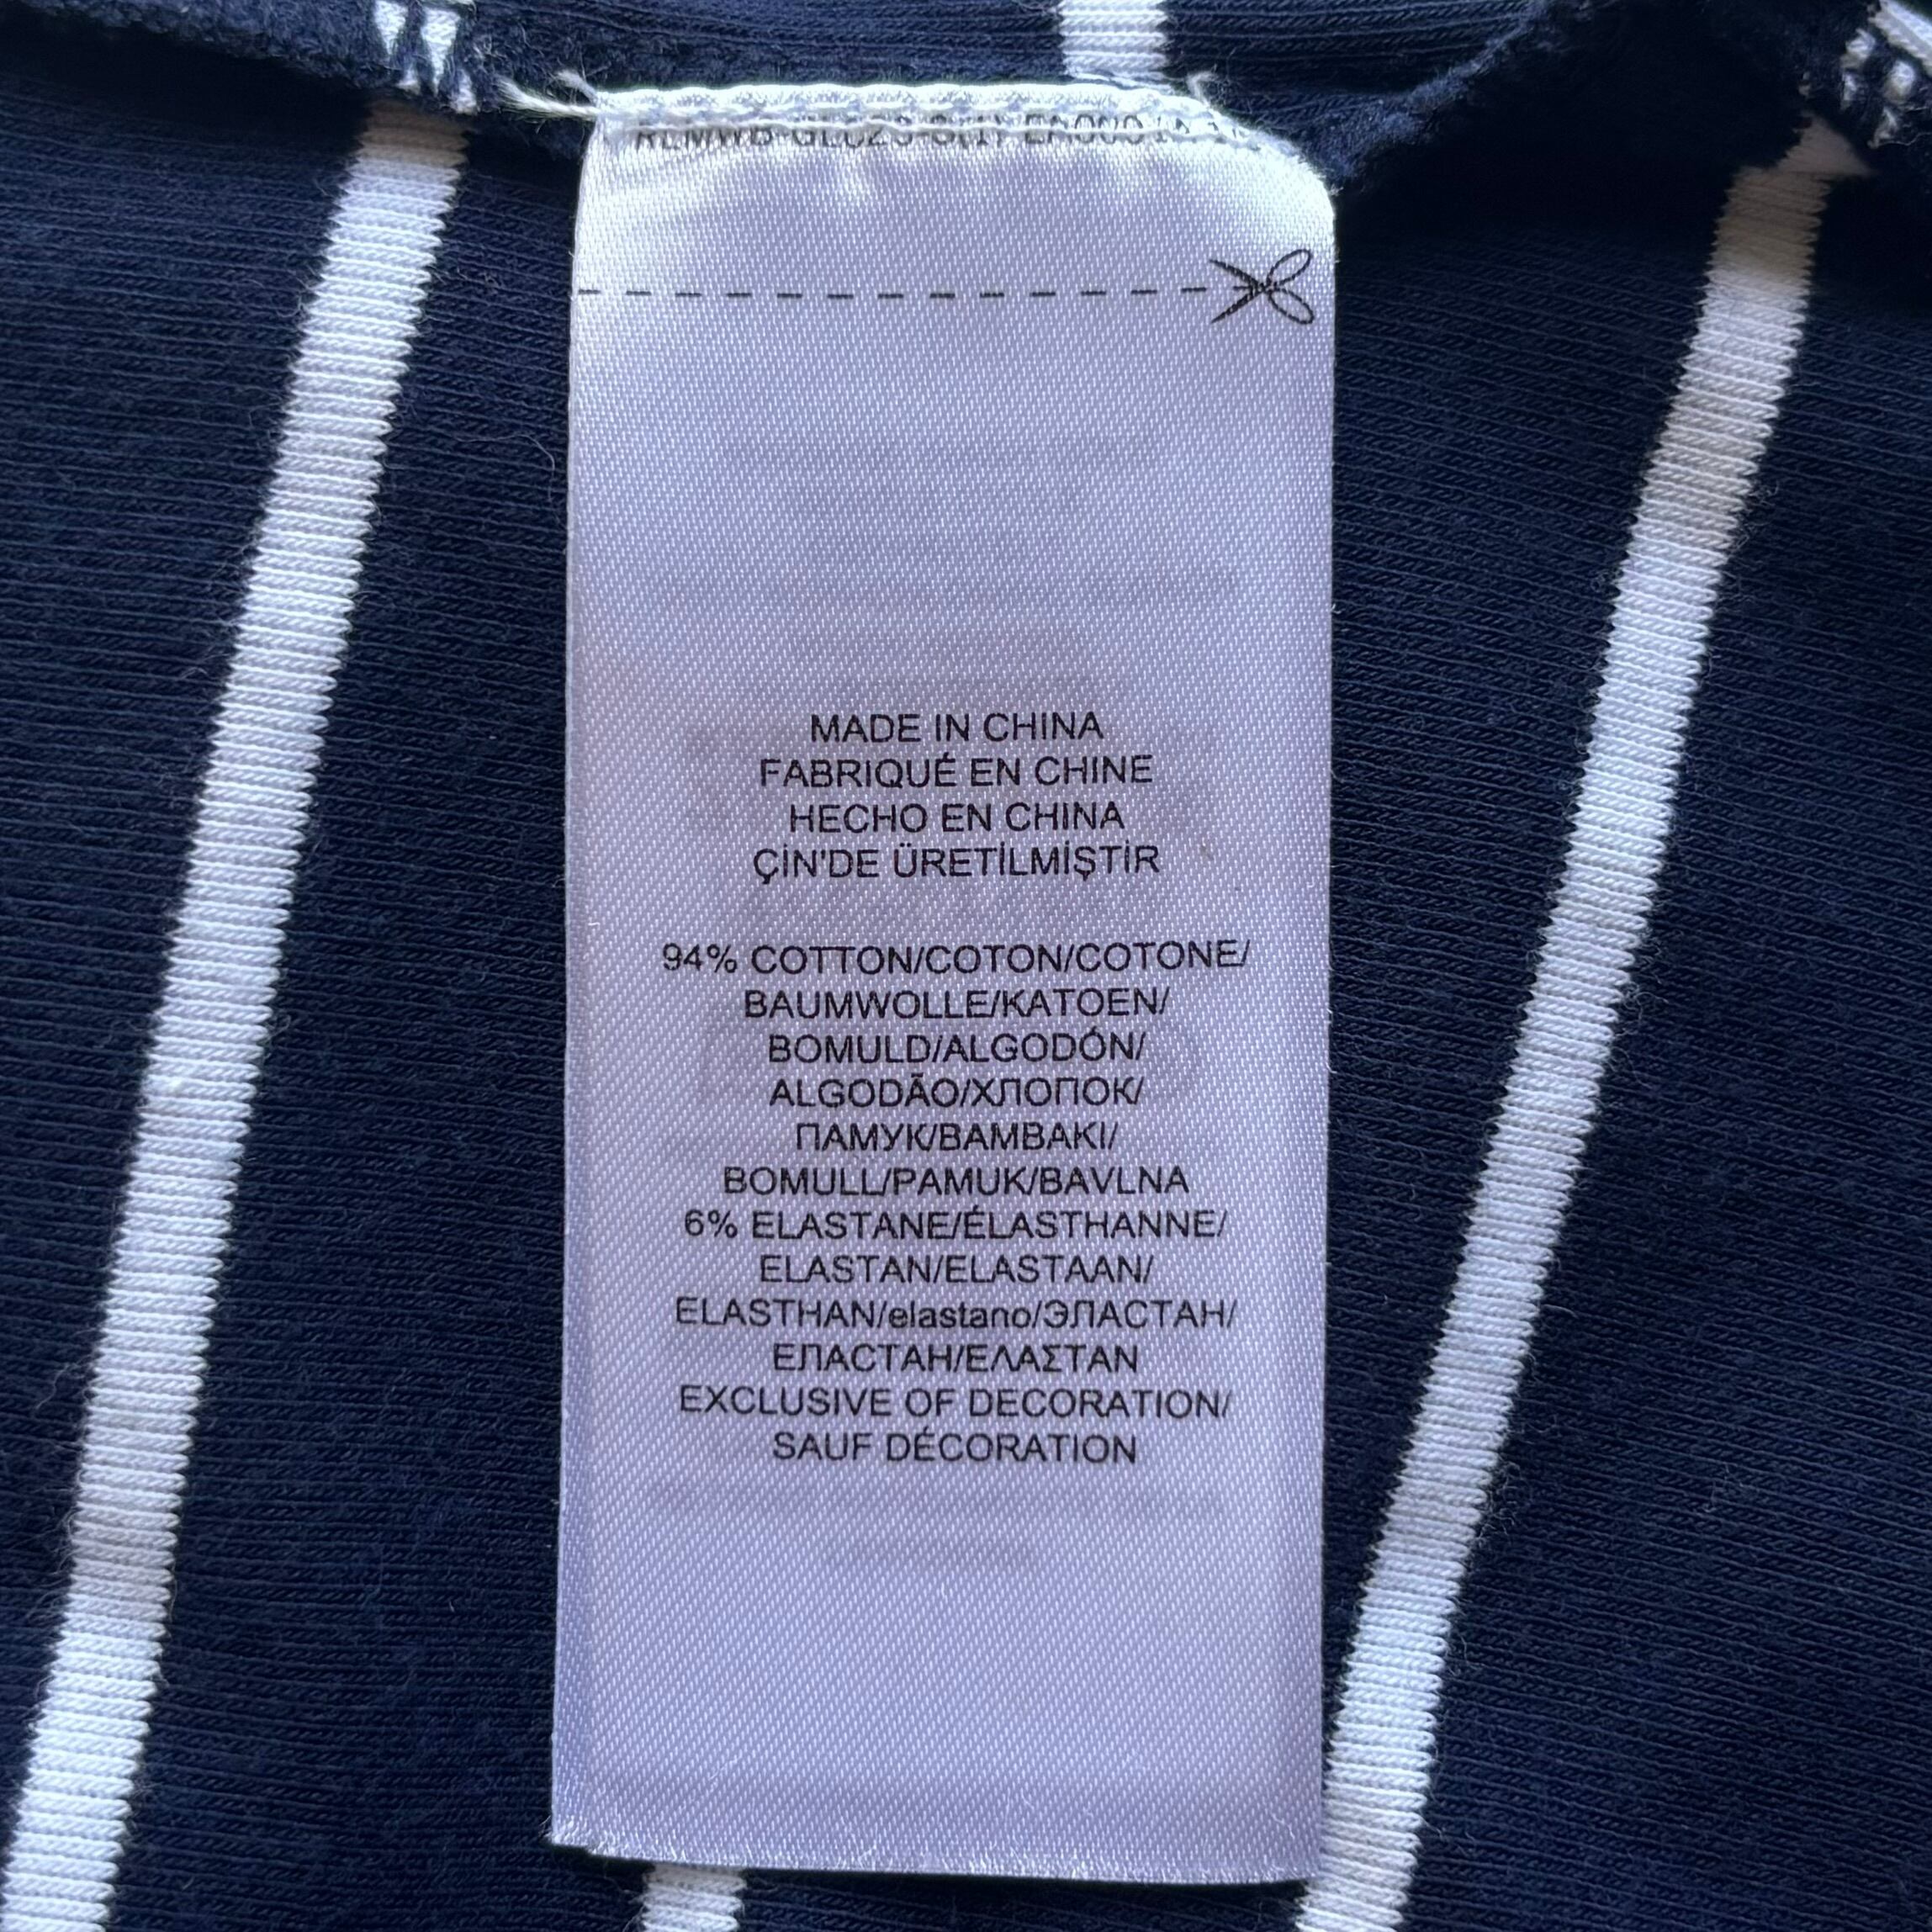 MADE IN CHINA
FABRIQUÉ EN CHINE
HECHO EN CHINA
ÇİN'DE ÜRETİLMİŞTİR
94% COTTON/COTON/COTONE/
BAUMWOLLE/KATOEN/
BOMULD/ALGODÓN/
ALGODÃO/ХЛОПОК/
ПАМУК/ΒΑΜΒΑΚΙ/
BOMULL/PAMUK/BAVLNA
6% ELASTANE/ÉLASTHANNE/
ELASTAN/ELASTAAN/
ELASTHAN/elastano/ЭЛАСТАН/
ЕЛАСТАН/ΕΛΑΣΤΑΝ
EXCLUSIVE OF DECORATION/
SAUF DÉCORATION